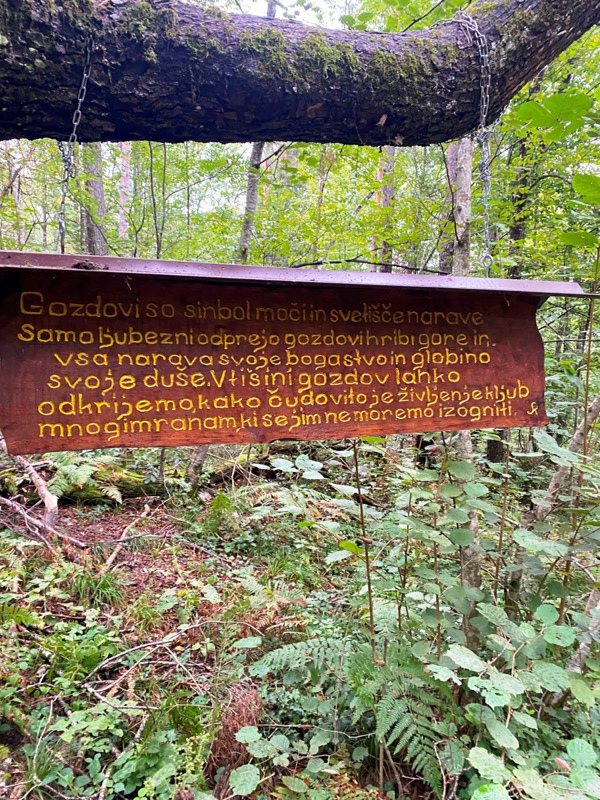 Gozdovi so sinbol moči in svetišče narave
Samo ljubezni odprejo gozdovi hribi gore in.
vsa narava svoje bogastvo in globino
svoje duše. V tišini gozdov lahko
odkrijemo, kako čudovito je življenje kljub
mnogim ranam, ki se jim ne moremo izogniti.